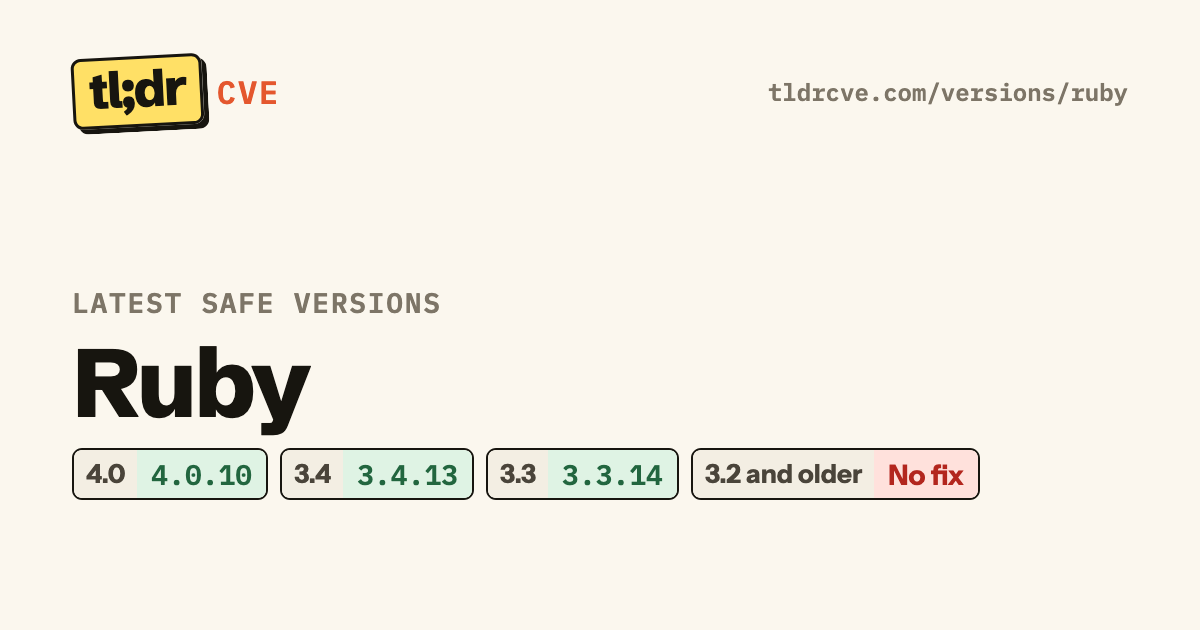 tl;dr CVE
tldrcve.com/versions/ruby
LATEST SAFE VERSIONS
Ruby
4.0 4.0.10 3.4 3.4.13 3.3 3.3.14 3.2 and older No fix